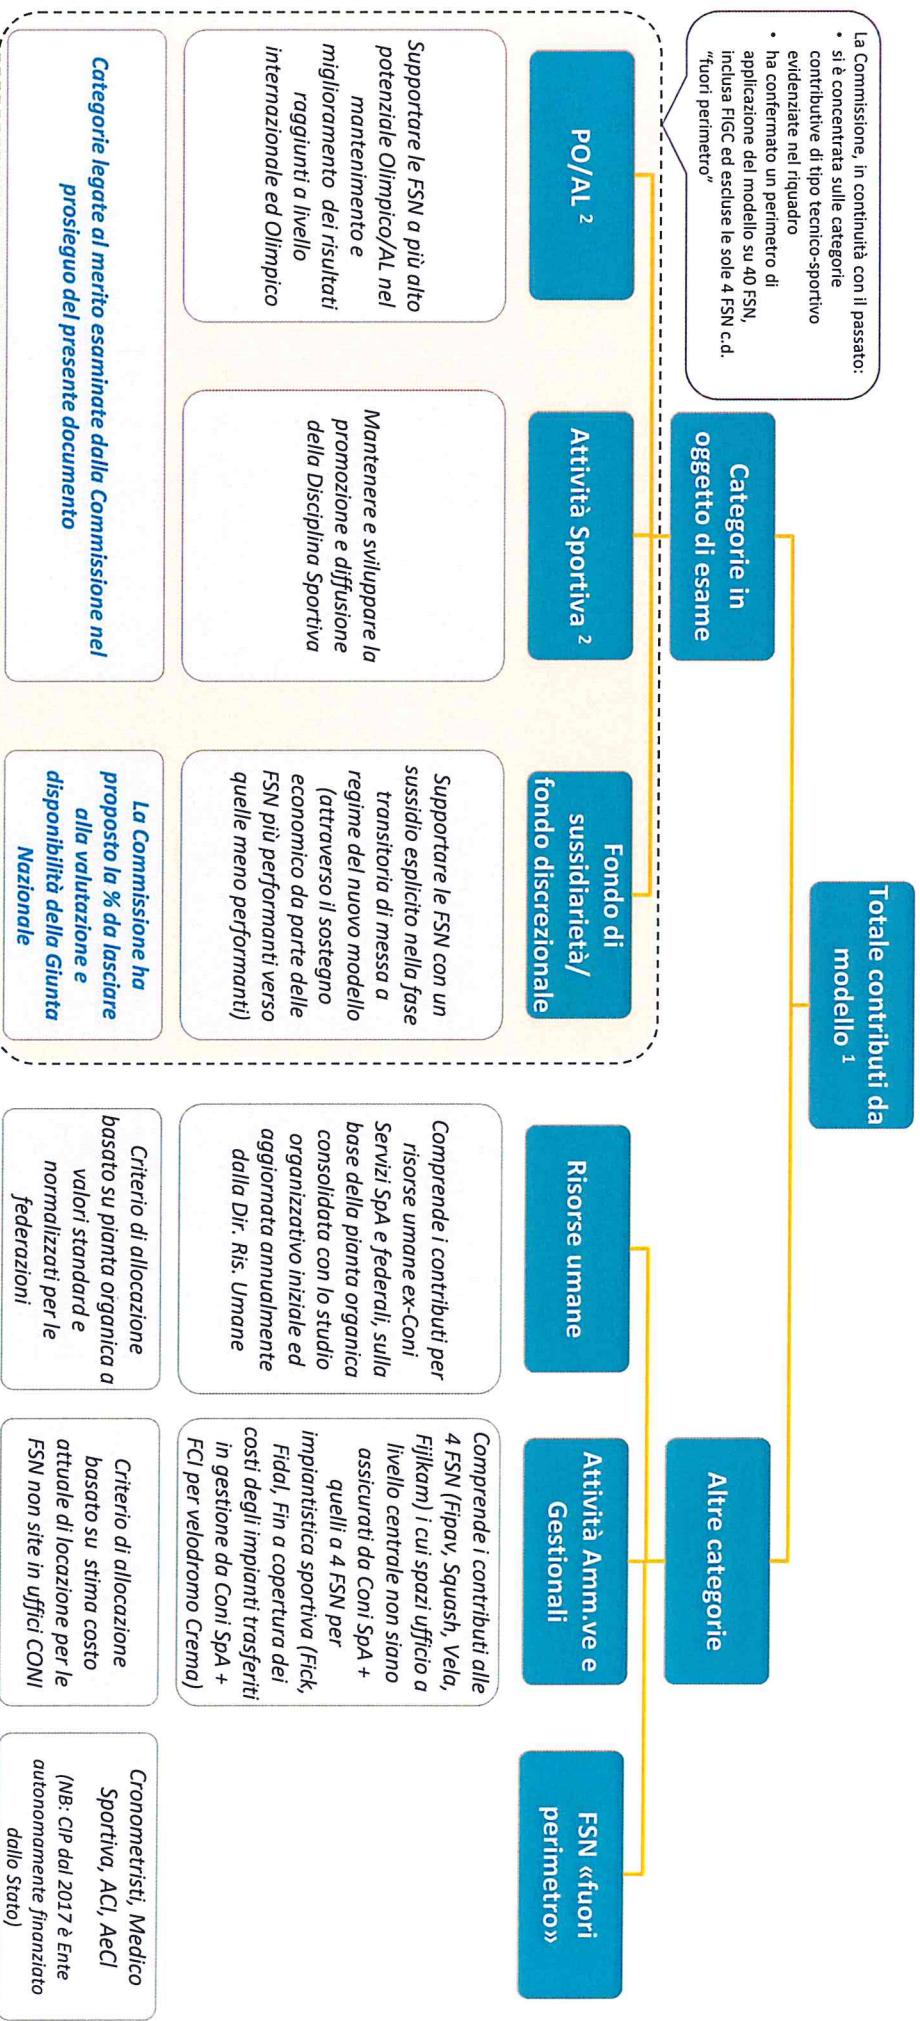 Totale contributi da
modello 1
La Commissione, in continuità con il passato:
• si è concentrata sulle categorie
contributive di tipo tecnico-sportivo
evidenziate nel riquadro
• ha confermato un perimetro di
applicazione del modello su 40 FSN,
inclusa FIGC ed escluse le sole 4 FSN c.d.
"fuori perimetro"
Categorie in
oggetto di esame
Altre categorie
PO/AL 2
Attività Sportiva 2
Fondo di
sussidiarietà/
fondo discrezionale
Risorse umane
Attività Amm.ve e
Gestionali
FSN «fuori
perimetro»
Supportare le FSN a più alto
potenziale Olimpico/AL nel
mantenimento e
miglioramento dei risultati
raggiunti a livello
internazionale ed Olimpico
Mantenere e sviluppare la
promozione e diffusione
della Disciplina Sportiva
Supportare le FSN con un
sussidio esplicito nella fase
transitoria di messa a
regime del nuovo modello
(attraverso il sostegno
economico da parte delle
FSN più performanti verso
quelle meno performanti)
Comprende i contributi per
risorse umane ex-Coni
Servizi SpA e federali, sulla
base della pianta organica
consolidata con lo studio
organizzativo iniziale ed
aggiornata annualmente
dalla Dir. Ris. Umane
Comprende i contributi alle
4 FSN (Fipav, Squash, Vela,
Fijlkam) i cui spazi ufficio a
livello centrale non siano
assicurati da Coni SpA +
quelli a 4 FSN per
impiantistica sportiva (Fick,
Fidal, Fin a copertura dei
costi degli impianti trasferiti
in gestione da Coni SpA +
FCI per velodromo Crema)
Categorie legate al merito esaminate dalla Commissione nel
prosieguo del presente documento
La Commissione ha
proposto la % da lasciare
alla valutazione e
disponibilità della Giunta
Nazionale
Criterio di allocazione
basato su pianta organica a
valori standard e
normalizzati per le
federazioni
Criterio di allocazione
basato su stima costo
attuale di locazione per le
FSN non site in uffici CONI
Cronometristi, Medico
Sportiva, ACI, AeCI
(NB: CIP dal 2017 è Ente
autonomamente finanziato
dallo Stato)